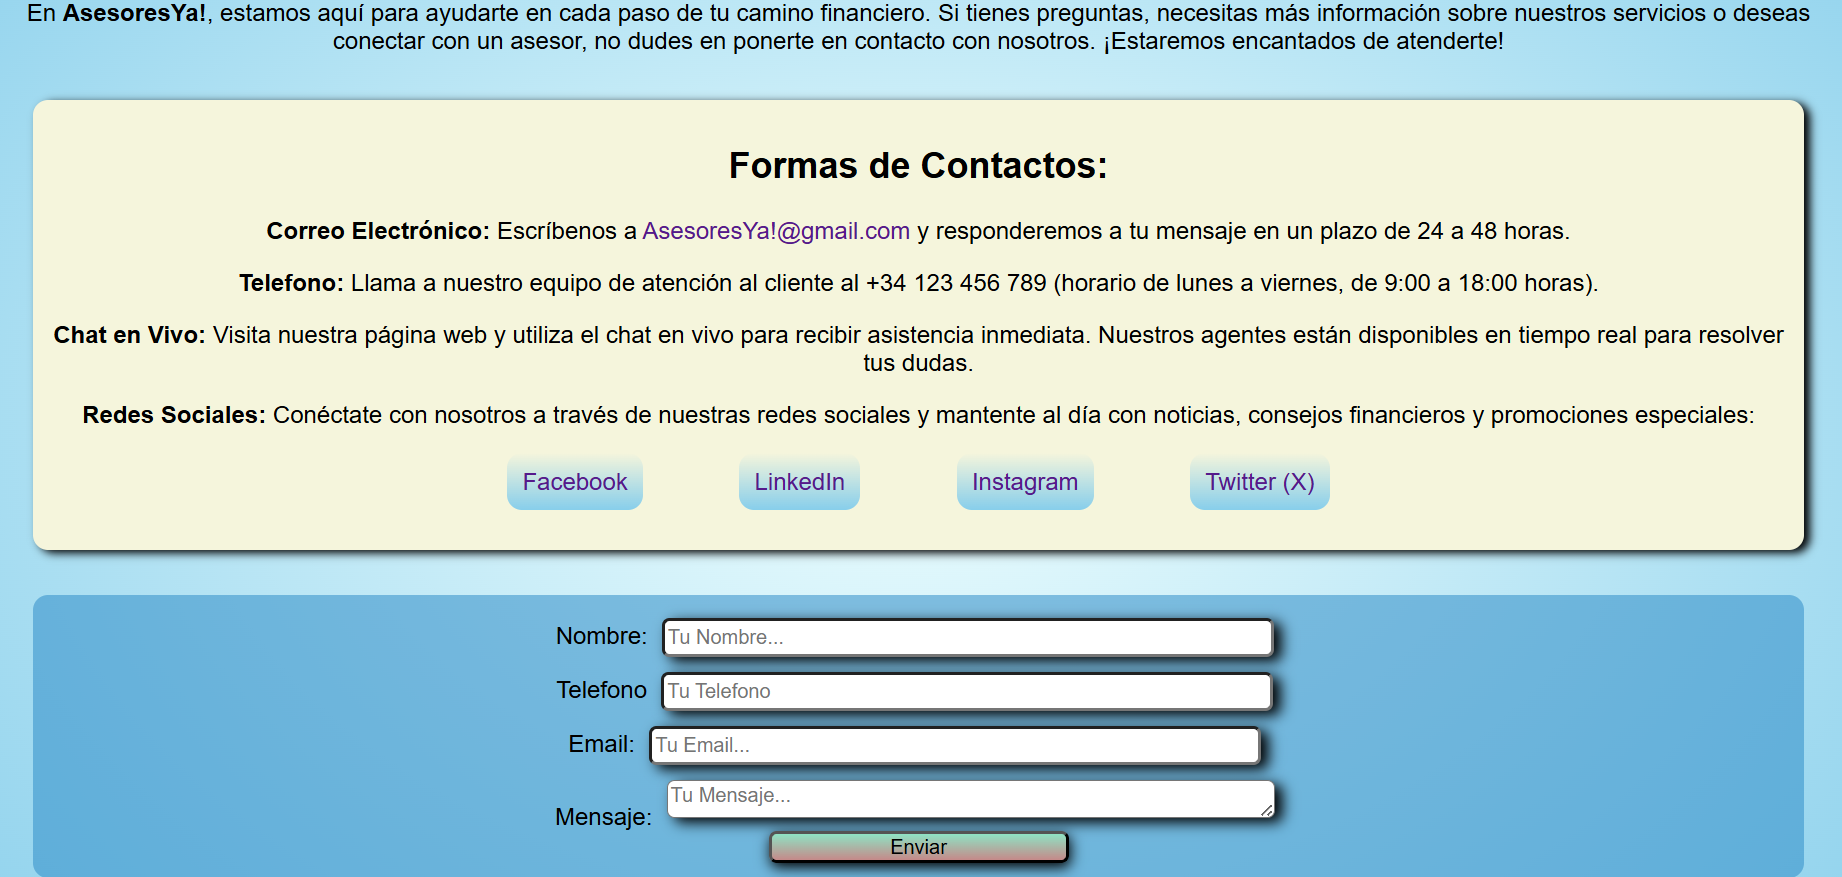 En AsesoresYa!, estamos aquí para ayudarte en cada paso de tu camino financiero. Si tienes preguntas, necesitas más información sobre nuestros servicios o deseas
conectar con un asesor, no dudes en ponerte en contacto con nosotros. ¡Estaremos encantados de atenderte!
Formas de Contactos:
Correo Electrónico: Escríbenos a AsesoresYa!@gmail.com y responderemos a tu mensaje en un plazo de 24 a 48 horas.
Telefono: Llama a nuestro equipo de atención al cliente al +34 123 456 789 (horario de lunes a viernes, de 9:00 a 18:00 horas).
Chat en Vivo: Visita nuestra página web y utiliza el chat en vivo para recibir asistencia inmediata. Nuestros agentes están disponibles en tiempo real para resolver
tus dudas.
Redes Sociales: Conéctate con nosotros a través de nuestras redes sociales y mantente al día con noticias, consejos financieros y promociones especiales:
Facebook LinkedIn Instagram Twitter (X)
Nombre: Tu Nombre...
Telefono Tu Telefono
Email: Tu Email...
Mensaje: Tu Mensaje...
Enviar